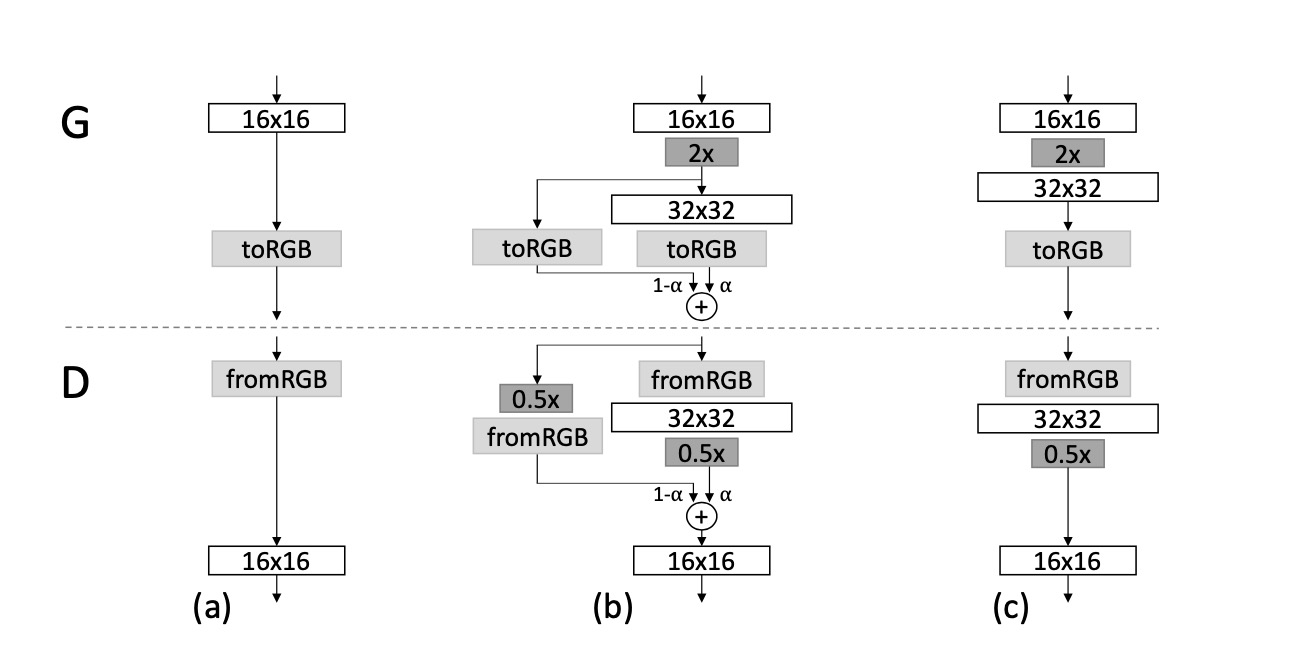 G
16x16
toRGB
16x16
2x
32x32
toRGB
toRGB
1-α
α
+
16x16
2x
32x32
toRGB
D
fromRGB
16x16
(a)
0.5x
fromRGB
fromRGB
32x32
0.5x
1-α
α
+
16x16
(b)
fromRGB
32x32
0.5x
16x16
(c)